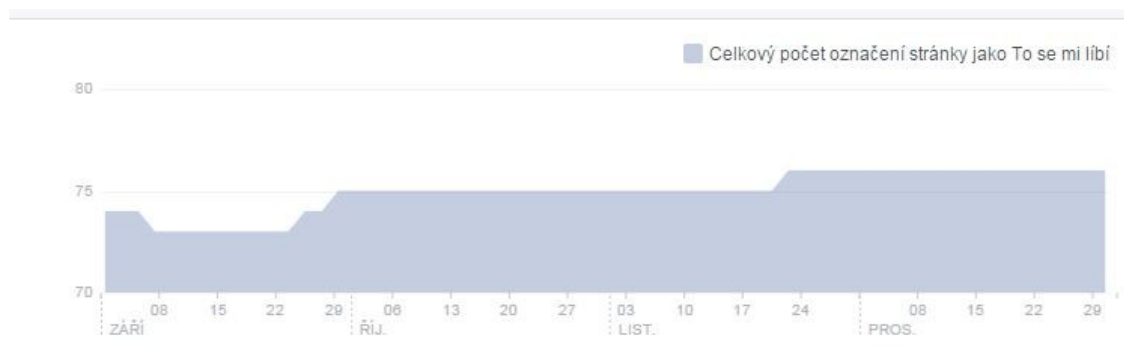 Celkový počet označení stránky jako To se mi líbí
80
75
70
08 15 22 29 06 13 20 27 03 10 17 24 08 15 22 29
ZÁŘÍ ŘÍJ. LIST. PROS.